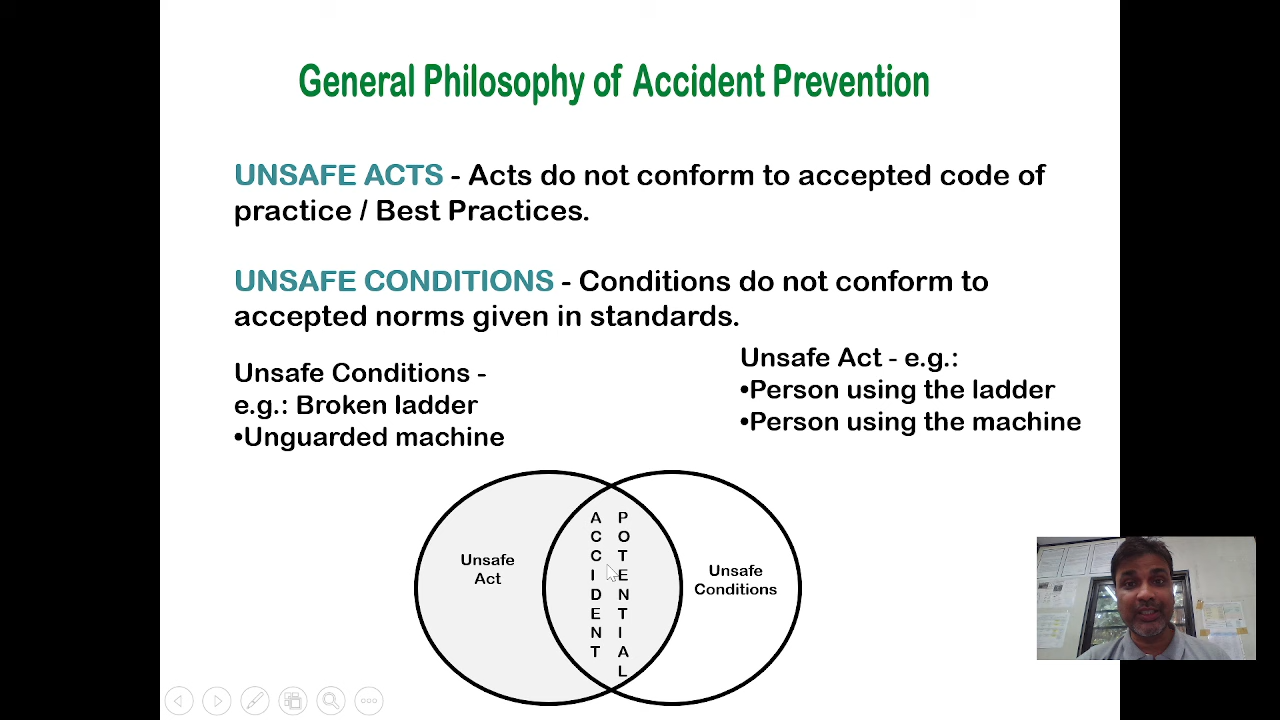 General Philosophy of Accident Prevention
UNSAFE ACTS - Acts do not conform to accepted code of
practice / Best Practices.
UNSAFE CONDITIONS - Conditions do not conform to
accepted norms given in standards.
Unsafe Conditions -
e.g.: Broken ladder
•Unguarded machine
Unsafe Act - e.g.:
•Person using the ladder
•Person using the machine
Unsafe
Act
ACCIDENT
POTENTIAL
Unsafe
Conditions